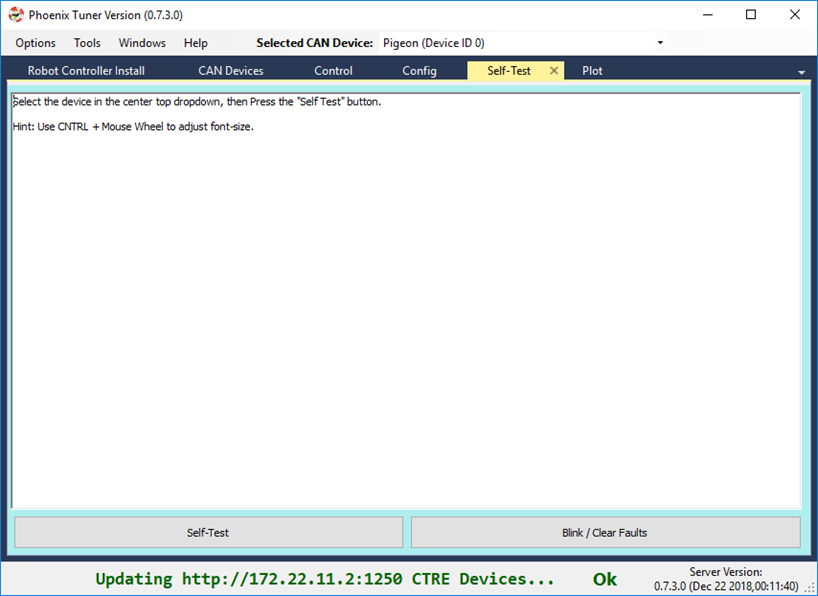 Phoenix Tuner Version (0.7.3.0)
Options Tools Windows Help Selected CAN Device: Pigeon (Device ID 0)
Robot Controller Install CAN Devices Control Config Self-Test Plot
Select the device in the center top dropdown, then Press the "Self Test" button.
Hint: Use CNTRL + Mouse Wheel to adjust font-size.
Self-Test Blink / Clear Faults
Updating http://172.22.11.2:1250 CTRE Devices... Ok
Server Version:
0.7.3.0 (Dec 22 2018,00:11:40)